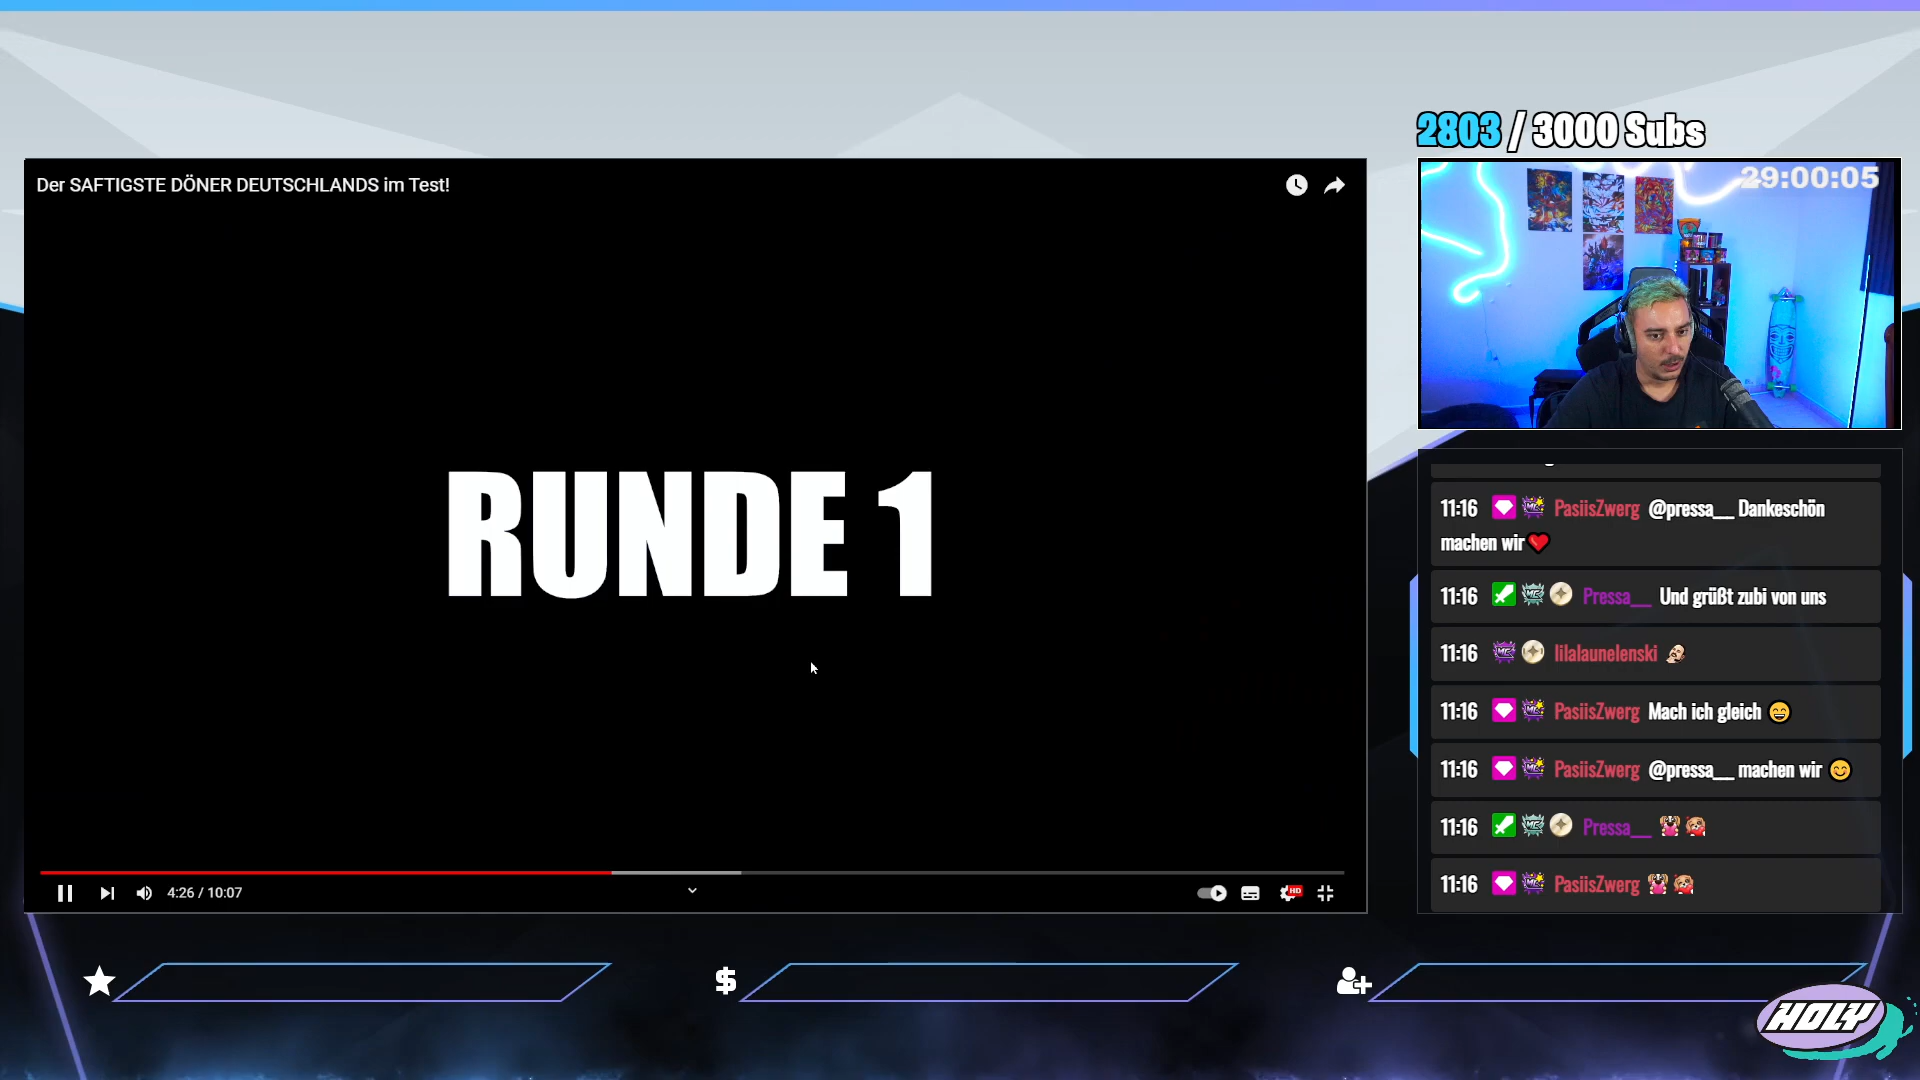 2803 / 3000 Subs
Der SAFTIGSTE DÖNER DEUTSCHLANDS im Test!
29:00:05
RUNDE 1
11:16 PasiisZwerg @pressa__ Dankeschön
machen wir
11:16 Pressa__ Und grüßt zubi von uns
11:16 lilalaunelenski
11:16 PasiisZwerg Mach ich gleich
11:16 PasiisZwerg @pressa__ machen wir
11:16 Pressa__
11:16 PasiisZwerg
4:26 / 10:07
HD
HOLY